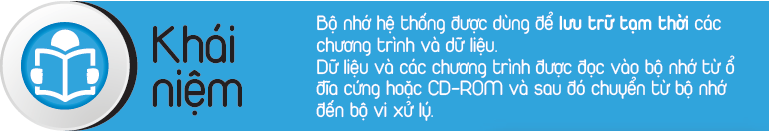 Khái
niệm
Bộ nhớ hệ thống được dùng để lưu trữ tạm thời các
chương trình và dữ liệu.
Dữ liệu và các chương trình được đọc vào bộ nhớ từ ổ
đĩa cứng hoặc CD-ROM và sau đó chuyển từ bộ nhớ
đến bộ vi xử lý.